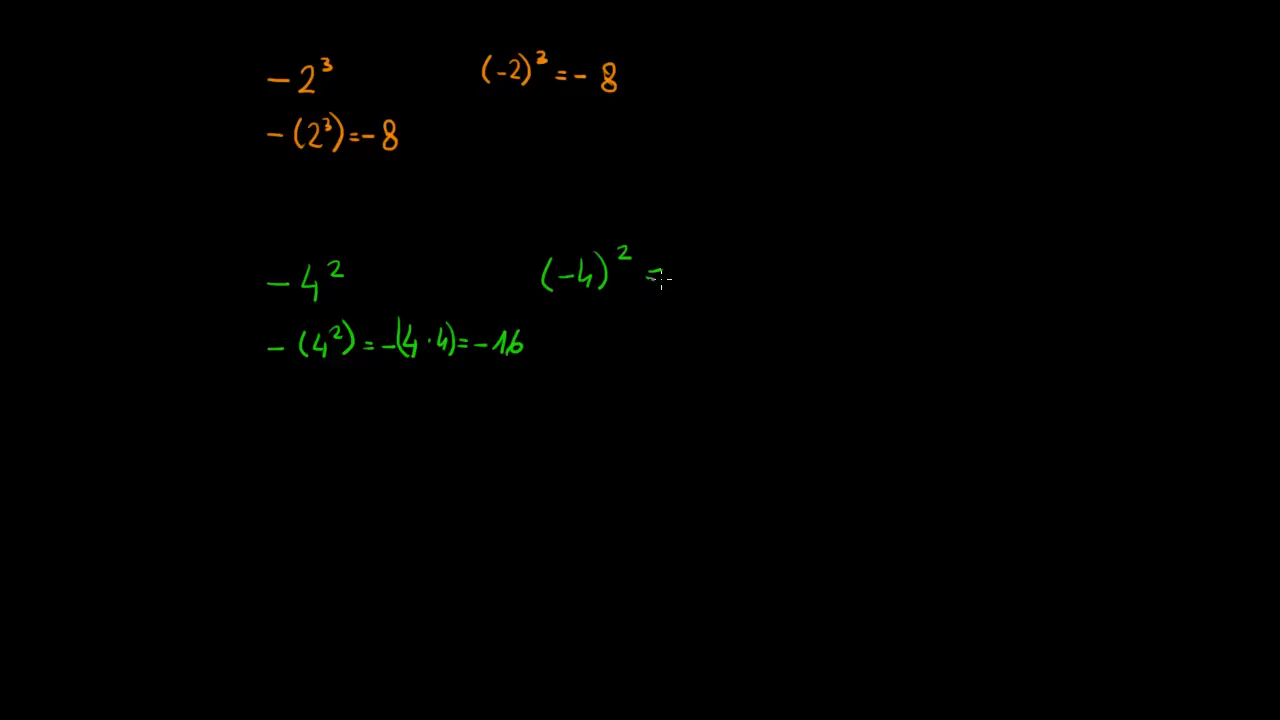 -2³ (-2)³ = -8
-(2³) = -8
-4² (-4)² =
-(4²) = -(4·4) = -16